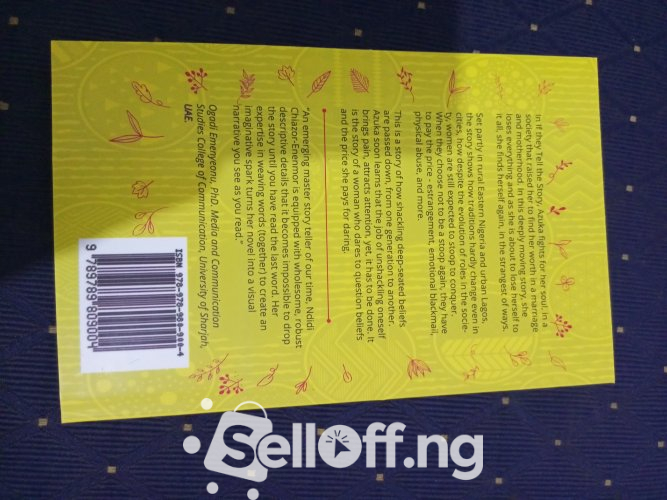 In If They Tell the Story, Azuka fights for her soul. In a
society that raised her to find her worth in a marriage
and motherhood. In this deeply moving story, she
loses everything and as she is about to lose herself to
it all, she finds herself again, in the strangest of ways.
Set partly in rural Eastern Nigeria and urban Lagos,
the story shows how traditions hardly change even in
cities, how despite the evolution of roles in the socie-
ty, women are still expected to stoop to conquer.
When they choose not to be a stoop again, they have
to pay the price - estrangement, emotional blackmail,
physical abuse, and more.
This is a story of how shackling deep-seated beliefs
are passed down, from one generation to another.
Azuka soon learns that the job of unshackling oneself
brings pain, attracts attention, yet, it has to be done. It
is the story of a woman who dares to question beliefs
and the price she pays for daring.
"An emerging master story teller of our time, Ndidi
Chiazor-Enenmor is equipped with wholesome, robust
descriptive details that it becomes impossible to drop
the story until you have read the last word. Her
expertise in weaving words (together) to create an
imaginative spark turns her novel into a visual
narrative you see as you read."
Ogadi Emenyeonu, PhD, Media and Communication
Studies College of Communication, University of Sharjah,
UAE.
SellOff.ng